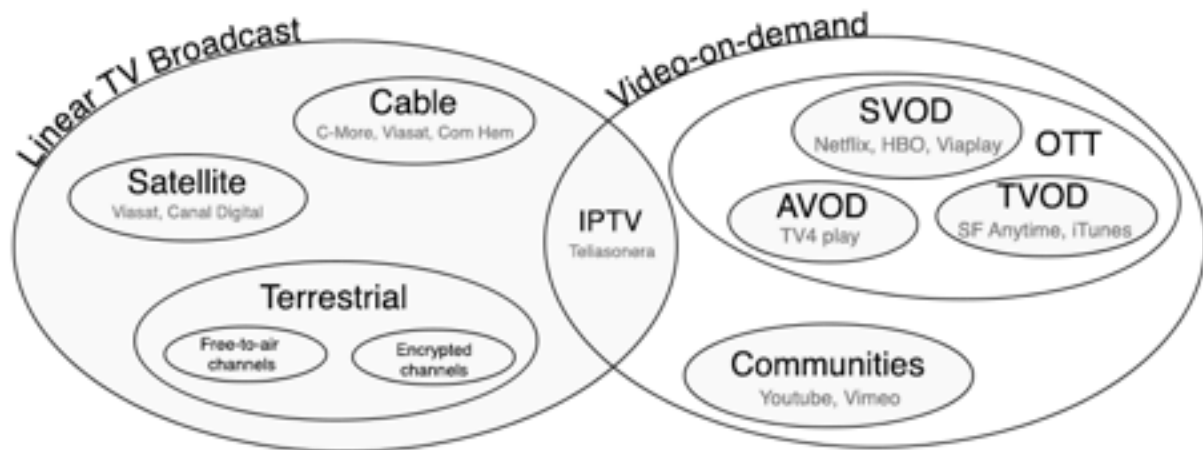 Linear TV Broadcast
Video-on-demand
Cable
C-More, Viasat, Com Hem
Satellite
Viasat, Canal Digital
Terrestrial
Free-to-air
channels
Encrypted
channels
IPTV
Teliasonera
SVOD
Netflix, HBO, Viaplay
OTT
AVOD
TV4 play
TVOD
SF Anytime, iTunes
Communities
Youtube, Vimeo